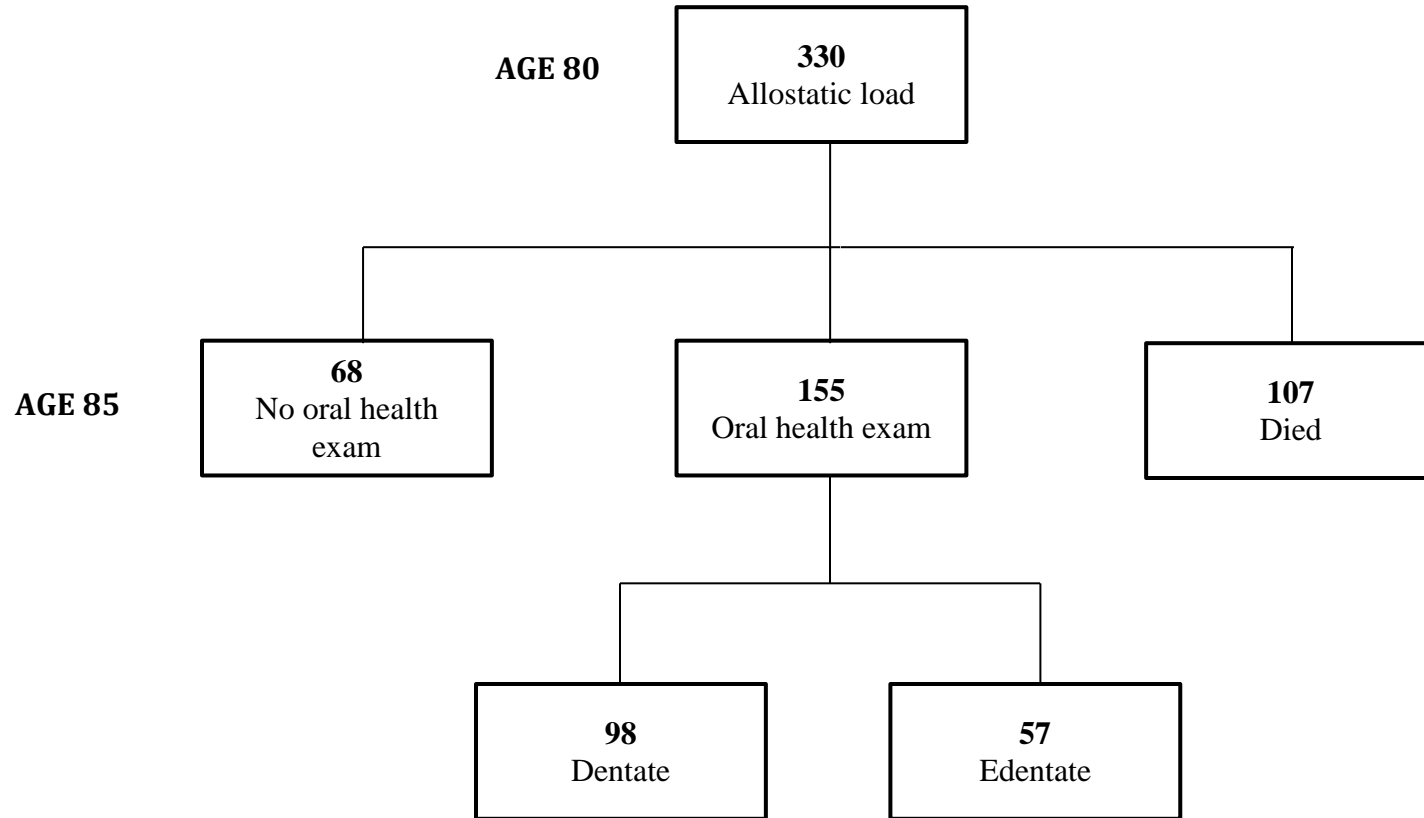 AGE 80
330
Allostatic load
AGE 85
68
No oral health
exam
155
Oral health exam
107
Died
98
Dentate
57
Edentate